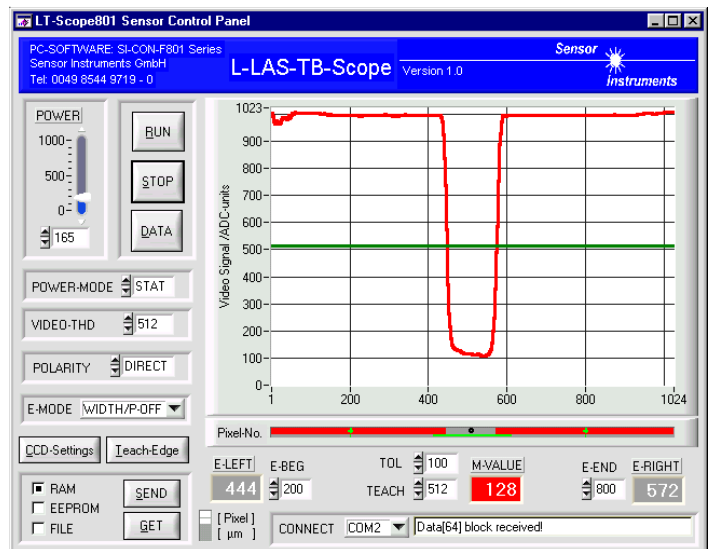 LT-Scope801 Sensor Control Panel
PC-SOFTWARE: SI-CON-F801 Series
Sensor Instruments GmbH
Tel: 0049 8544 9719 - 0
L-LAS-TB-Scope Version 1.0
Sensor
Instruments
POWER
1000
500
0
165
RUN
STOP
DATA
POWER-MODE STAT
VIDEO-THD 512
POLARITY DIRECT
E-MODE WIDTH/P-OFF
CCD-Settings Teach-Edge
RAM
EEPROM
FILE
SEND
GET
Video Signal /ADC-units
1023
900
800
700
600
500
400
300
200
100
0
1 200 400 600 800 1024
Pixel-No.
E-LEFT
444
E-BEG
200
TOL 100
TEACH 512
M-VALUE
128
E-END
800
E-RIGHT
572
[ Pixel ]
[ µm ]
CONNECT COM2 Data[64] block received!